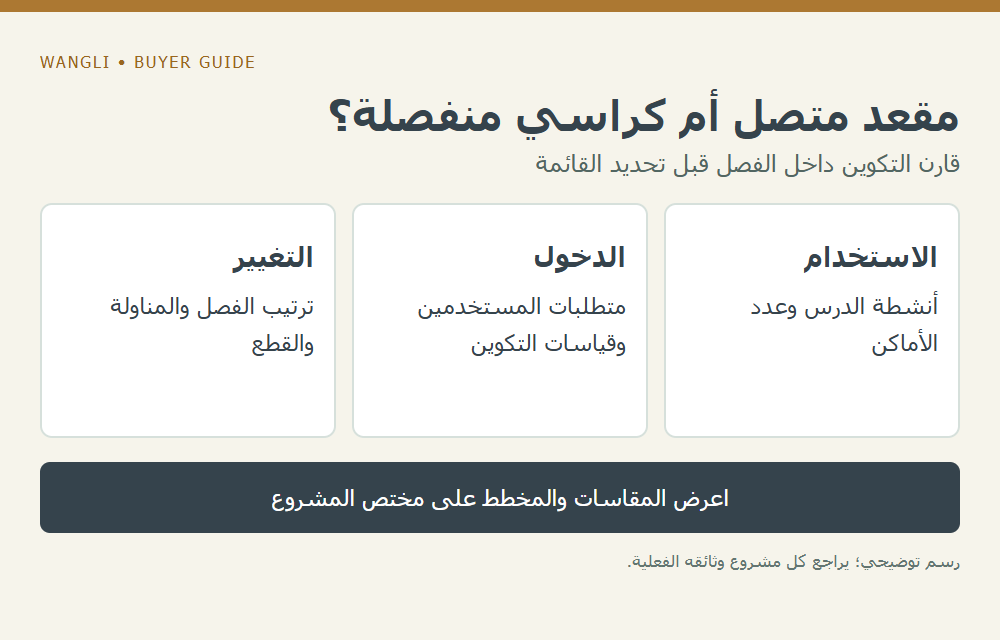 WANGLI • BUYER GUIDE
مقعد متصل أم كراسي منفصلة؟
قارن التكوين داخل الفصل قبل تحديد القائمة
الاستخدام
أنشطة الدرس وعدد
الأماكن
الدخول
متطلبات المستخدمين
وقياسات التكوين
التغيير
ترتيب الفصل والمناولة
والقطع
اعرض المقاسات والمخطط على مختص المشروع
رسم توضيحي؛ يراجع كل مشروع وثائقه الفعلية.